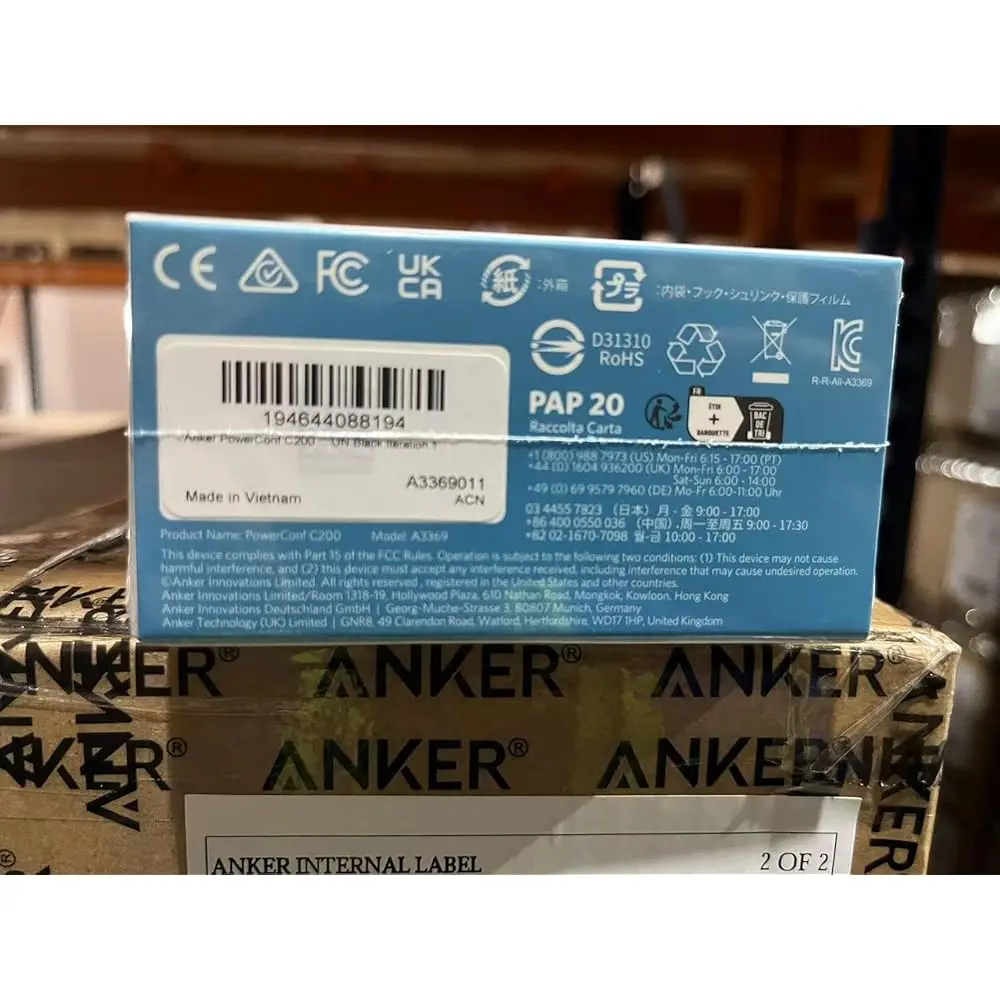 CE FC UK CA 紙 :外箱 プラ :内袋・フック・シュリンク・保護フィルム
D31310
RoHS
R-R-All-A3369
194644088194
Anker PowerConf C200 UN Black Iteration 1
A3369011
ACN
Made in Vietnam
PAP 20
Raccolta Carta
FR
ÉTUI
+
BARQUETTE
BAC
DE
TRI
+1 (800) 988 7973 (US) Mon-Fri 6:15 - 17:00 (PT)
+44 (0) 1604 936200 (UK) Mon-Fri 6:00 - 17:00
Sat-Sun 6:00 - 14:00
+49 (0) 69 9579 7960 (DE) Mo-Fr 6:00-11:00 Uhr
03 4455 7823 (日本) 月 - 金 9:00 - 17:00
+86 400 0550 036 (中国) 周一至周五 9:00 - 17:30
+82 02-1670-7098 월-금 10:00 - 17:00
Product Name: PowerConf C200 Model: A3369
This device complies with Part 15 of the FCC Rules. Operation is subject to the following two conditions: (1) This device may not cause
harmful interference, and (2) this device must accept any interference received, including interference that may cause undesired operation.
©Anker Innovations Limited. All rights reserved, registered in the United States and other countries.
Anker Innovations Limited/Room 1318-19, Hollywood Plaza, 610 Nathan Road, Mongkok, Kowloon, Hong Kong
Anker Innovations Deutschland GmbH | Georg-Muche-Strasse 3, 80807 Munich, Germany
Anker Technology (UK) Limited | GNR8, 49 Clarendon Road, Watford, Hertfordshire, WD17 1HP, United Kingdom
ANKER® ANKER® ANKER®
ANKER® ANKER® ANKER
ANKER
ANKER INTERNAL LABEL 2 OF 2